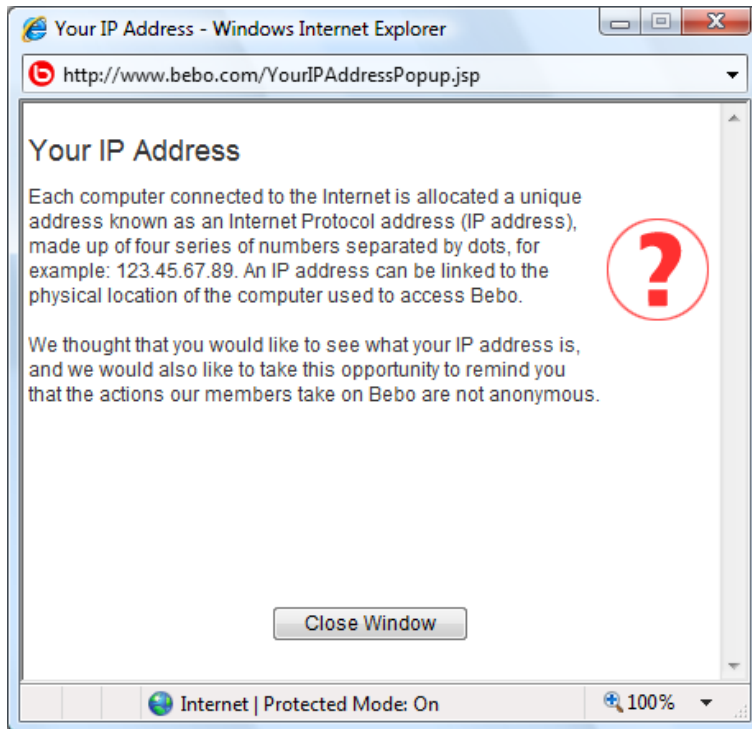 Your IP Address - Windows Internet Explorer
http://www.bebo.com/YourIPAddressPopup.jsp
Your IP Address
Each computer connected to the Internet is allocated a unique
address known as an Internet Protocol address (IP address),
made up of four series of numbers separated by dots, for
example: 123.45.67.89. An IP address can be linked to the
physical location of the computer used to access Bebo.
We thought that you would like to see what your IP address is,
and we would also like to take this opportunity to remind you
that the actions our members take on Bebo are not anonymous.
?
Close Window
Internet | Protected Mode: On
100%